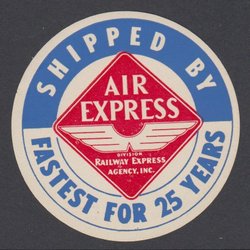 SHIPPED BY
AIR
EXPRESS
DIVISION
RAILWAY EXPRESS
AGENCY, INC.
FASTEST FOR 25 YEARS